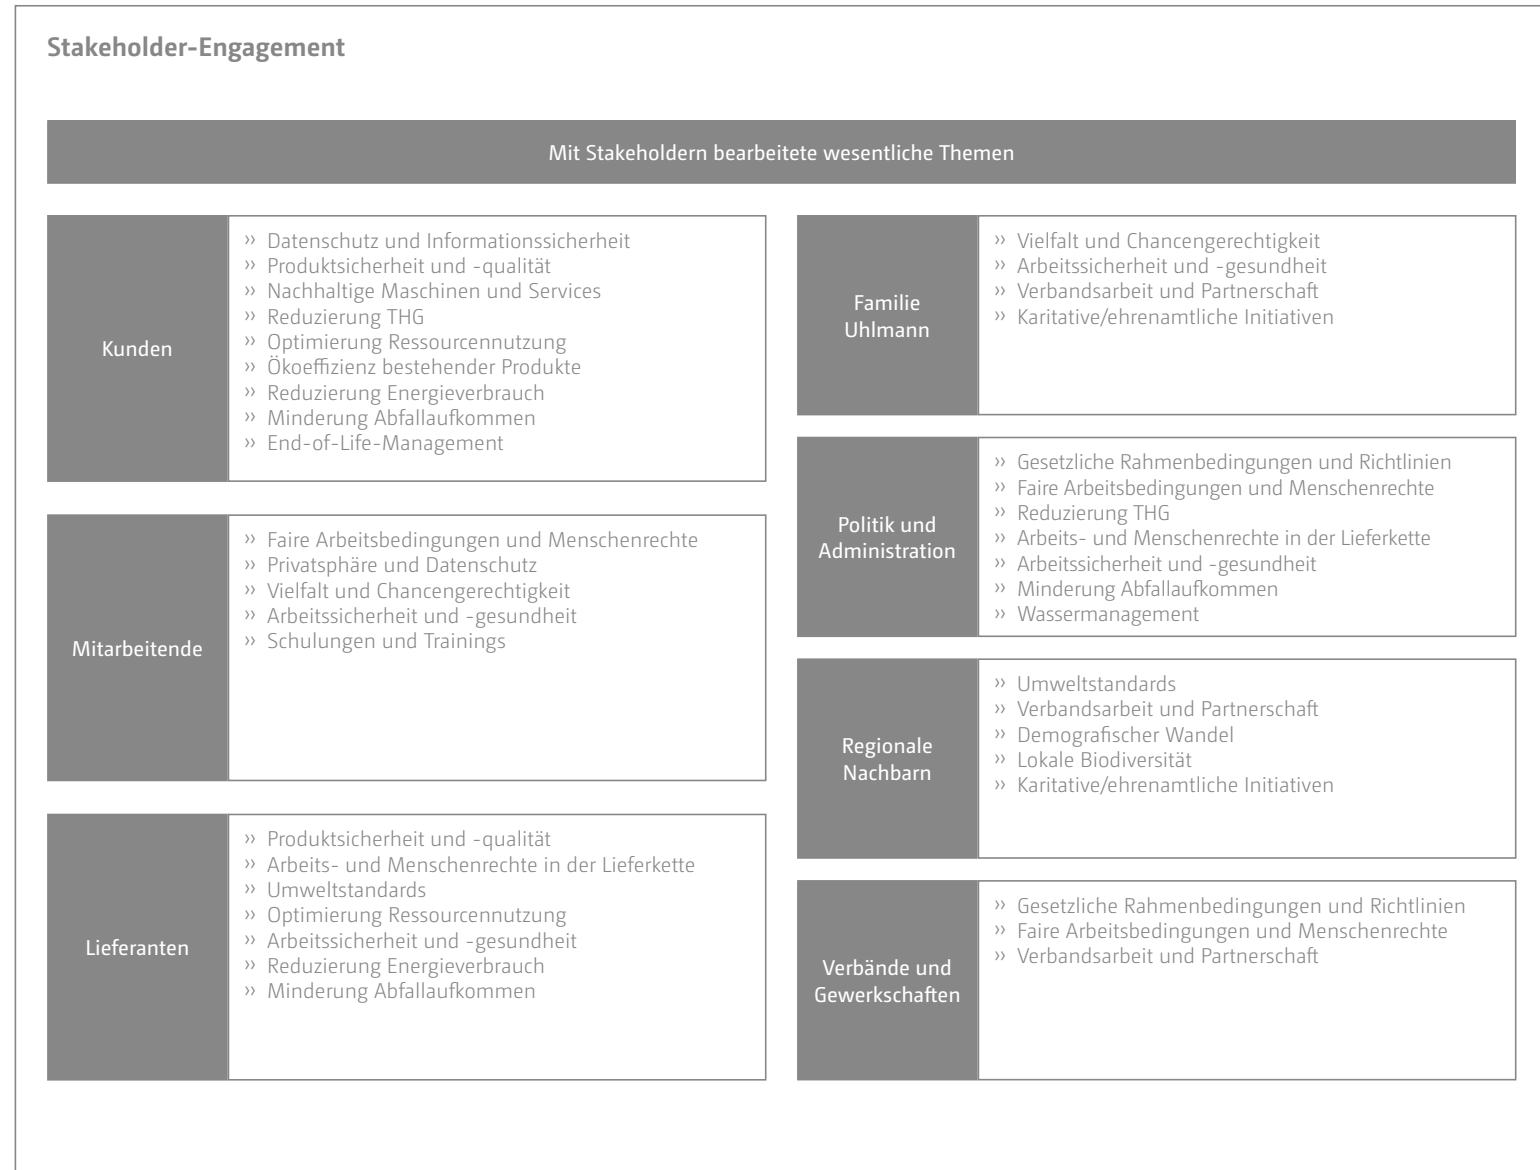 Stakeholder-Engagement
Mit Stakeholdern bearbeitete wesentliche Themen
Kunden
›› Datenschutz und Informationssicherheit
›› Produktsicherheit und -qualität
›› Nachhaltige Maschinen und Services
›› Reduzierung THG
›› Optimierung Ressourcennutzung
›› Ökoeffizienz bestehender Produkte
›› Reduzierung Energieverbrauch
›› Minderung Abfallaufkommen
›› End-of-Life-Management
Mitarbeitende
›› Faire Arbeitsbedingungen und Menschenrechte
›› Privatsphäre und Datenschutz
›› Vielfalt und Chancengerechtigkeit
›› Arbeitssicherheit und -gesundheit
›› Schulungen und Trainings
Lieferanten
›› Produktsicherheit und -qualität
›› Arbeits- und Menschenrechte in der Lieferkette
›› Umweltstandards
›› Optimierung Ressourcennutzung
›› Arbeitssicherheit und -gesundheit
›› Reduzierung Energieverbrauch
›› Minderung Abfallaufkommen
Familie
Uhlmann
›› Vielfalt und Chancengerechtigkeit
›› Arbeitssicherheit und -gesundheit
›› Verbandsarbeit und Partnerschaft
›› Karitative/ehrenamtliche Initiativen
Politik und
Administration
›› Gesetzliche Rahmenbedingungen und Richtlinien
›› Faire Arbeitsbedingungen und Menschenrechte
›› Reduzierung THG
›› Arbeits- und Menschenrechte in der Lieferkette
›› Arbeitssicherheit und -gesundheit
›› Minderung Abfallaufkommen
›› Wassermanagement
Regionale
Nachbarn
›› Umweltstandards
›› Verbandsarbeit und Partnerschaft
›› Demografischer Wandel
›› Lokale Biodiversität
›› Karitative/ehrenamtliche Initiativen
Verbände und
Gewerkschaften
›› Gesetzliche Rahmenbedingungen und Richtlinien
›› Faire Arbeitsbedingungen und Menschenrechte
›› Verbandsarbeit und Partnerschaft